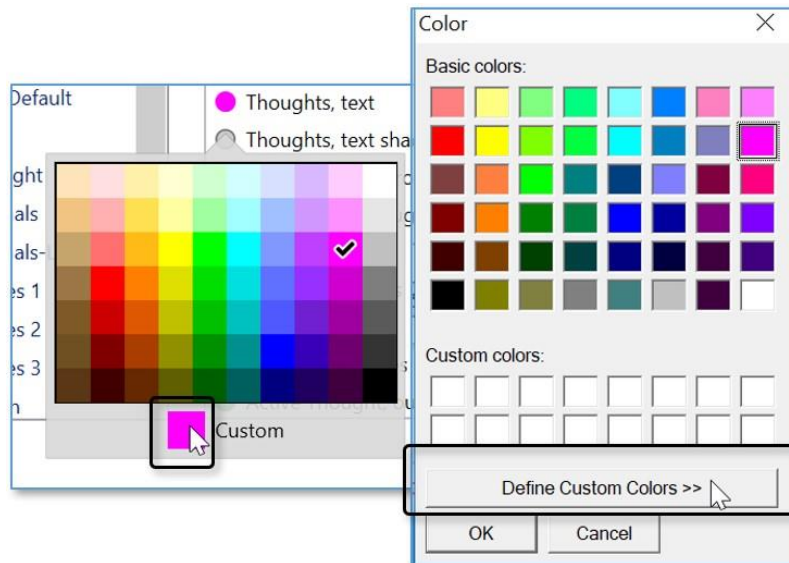 Default
Thoughts, text
Thoughts, text sha
ght
als
als-
es 1
es 2
es 3
n
Custom
Color
Basic colors:
Custom colors:
Define Custom Colors >>
OK
Cancel